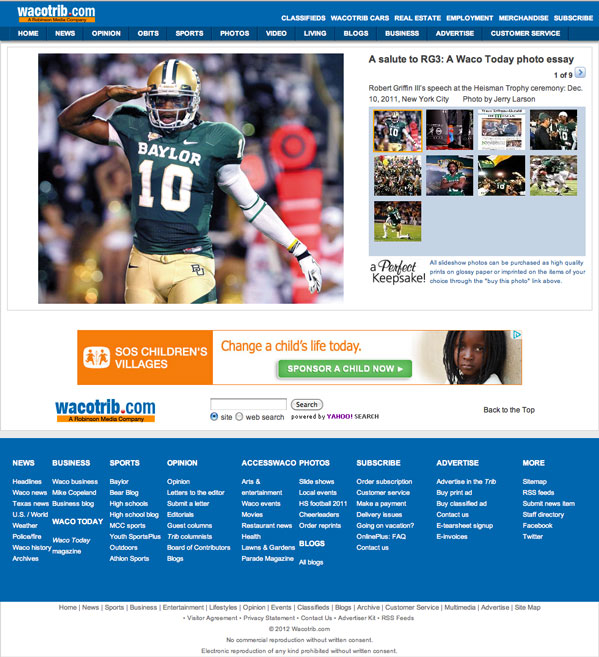 wacotrib.com
A Robinson Media Company
CLASSIFIEDS WACOTRIB CARS REAL ESTATE EMPLOYMENT MERCHANDISE SUBSCRIBE
HOME NEWS OPINION OBITS SPORTS PHOTOS VIDEO LIVING BLOGS BUSINESS ADVERTISE CUSTOMER SERVICE
A salute to RG3: A Waco Today photo essay
1 of 9
Robert Griffin III's speech at the Heisman Trophy ceremony: Dec.
10, 2011, New York City Photo by Jerry Larson
BAYLOR
10
10
BU
a Perfect
Keepsake!
All slideshow photos can be purchased as high quality
prints on glossy paper or imprinted on the items of your
choice through the "buy this photo" link above.
SOS CHILDREN'S
VILLAGES
Change a child's life today.
SPONSOR A CHILD NOW
wacotrib.com
A Robinson Media Company
Search
site web search powered by YAHOO! SEARCH
Back to the Top
NEWS
Headlines
Waco news
Texas news
U.S. / World
Weather
Police/fire
Waco history
Archives
BUSINESS
Waco business
Mike Copeland
Business blog
WACO TODAY
Waco Today
magazine
SPORTS
Baylor
Bear Blog
High schools
High school blog
MCC sports
Youth SportsPlus
Outdoors
Athlon Sports
OPINION
Opinion
Letters to the editor
Submit a letter
Editorials
Guest columns
Trib columnists
Board of Contributors
Blogs
ACCESSWACO
Arts &
entertainment
Waco events
Movies
Restaurant news
Health
Lawns & Gardens
Parade Magazine
PHOTOS
Slide shows
Local events
HS football 2011
Cheerleaders
Order reprints
BLOGS
All blogs
SUBSCRIBE
Order subscription
Customer service
Make a payment
Delivery issues
Going on vacation?
OnlinePlus: FAQ
Contact us
ADVERTISE
Advertise in the Trib
Buy print ad
Buy classified ad
Contact us
E-tearsheet signup
E-invoices
MORE
Sitemap
RSS feeds
Submit news item
Staff directory
Facebook
Twitter
Home | News | Sports | Business | Entertainment | Lifestyles | Opinion | Events | Classifieds | Blogs | Archive | Customer Service | Multimedia | Advertise | Site Map
• Visitor Agreement • Privacy Statement • Contact Us • Advertiser Kit • RSS Feeds
© 2012 Wacotrib.com
No commercial reproduction without written consent.
Electronic reproduction of any kind prohibited without written consent.